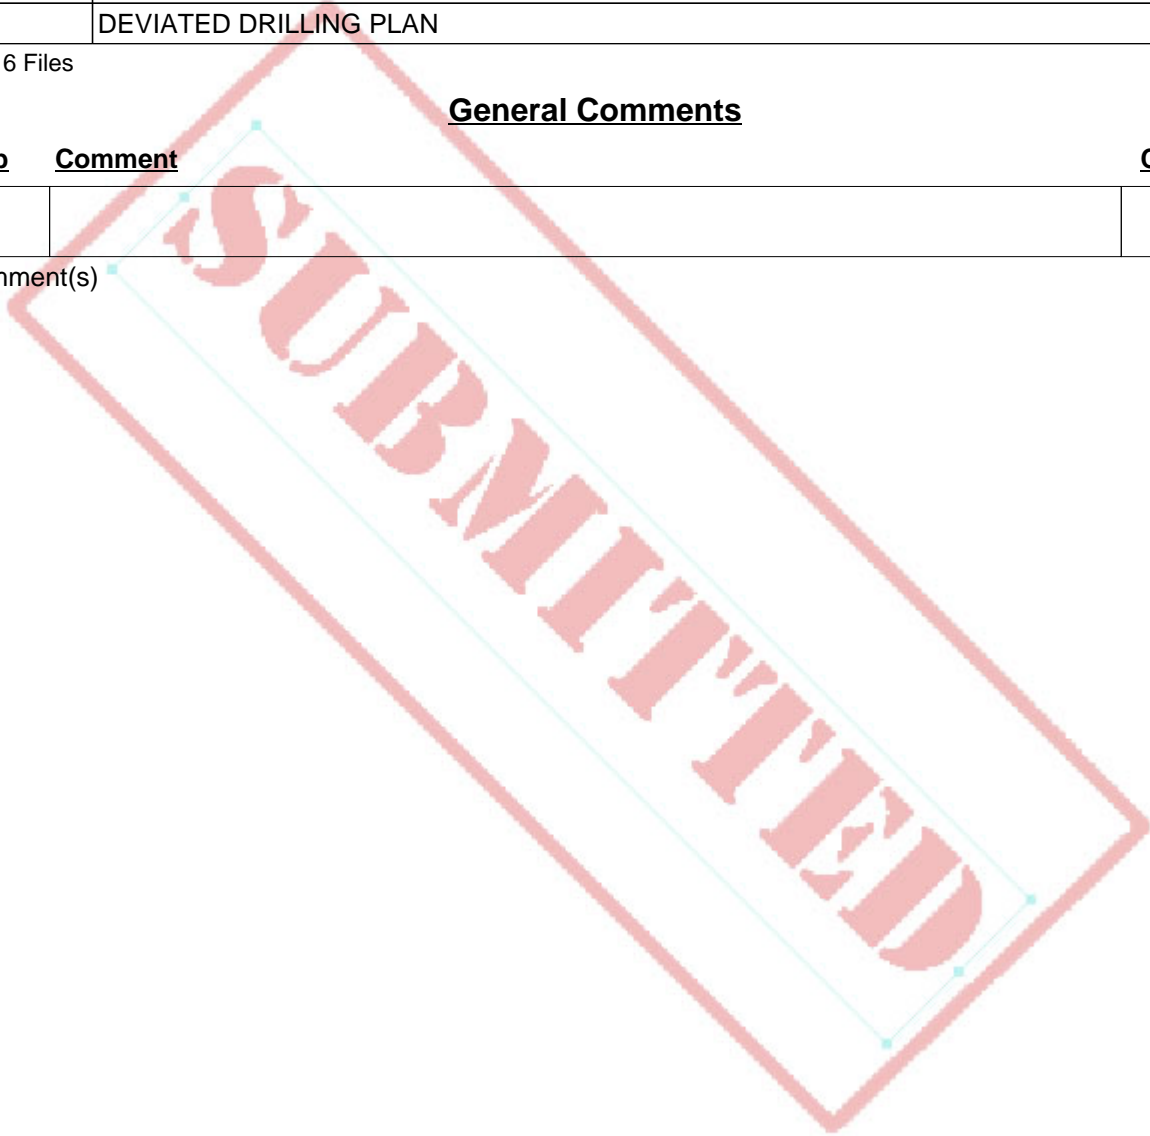 DEVIATED DRILLING PLAN
6 Files
General Comments
Comment
nment(s)
SUBMITTED